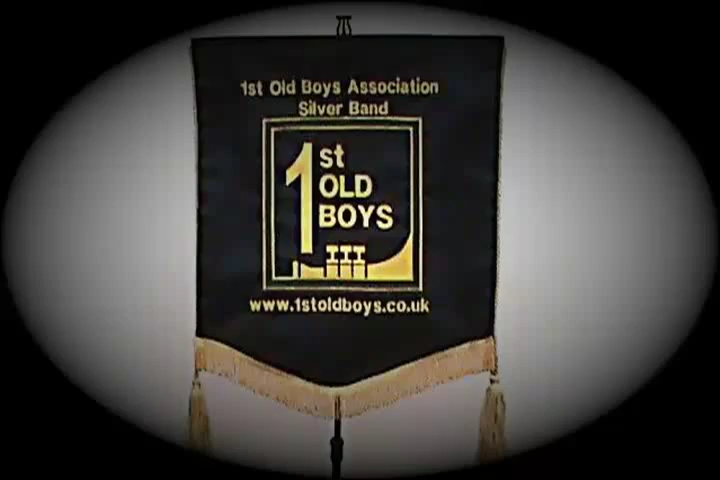 1st Old Boys Association
Silver Band
1st
OLD
BOYS
www.1stoldboys.co.uk